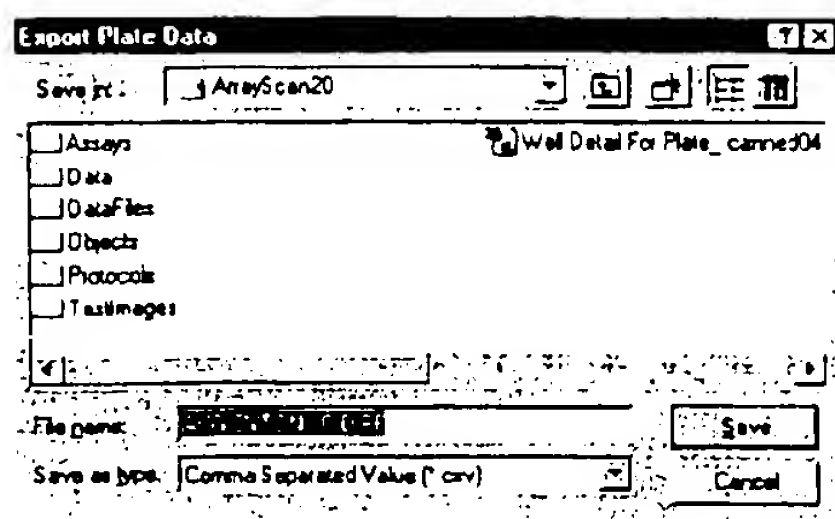 Export Plate Data
Save in: ArrayScan20
Assays
Well Detail For Plate_ canned04
Data
DataFiles
Objects
Protocols
TestImages
File name:
Save
Save as type: Comma Separated Value (*.csv)
Cancel